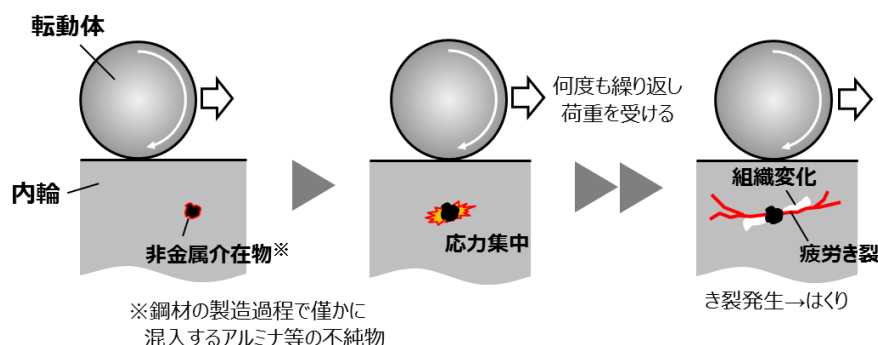 転動体
内輪
非金属介在物※
※鋼材の製造過程で僅かに
混入するアルミナ等の不純物
応力集中
何度も繰り返し
荷重を受ける
組織変化
疲労き裂
き裂発生→はくり